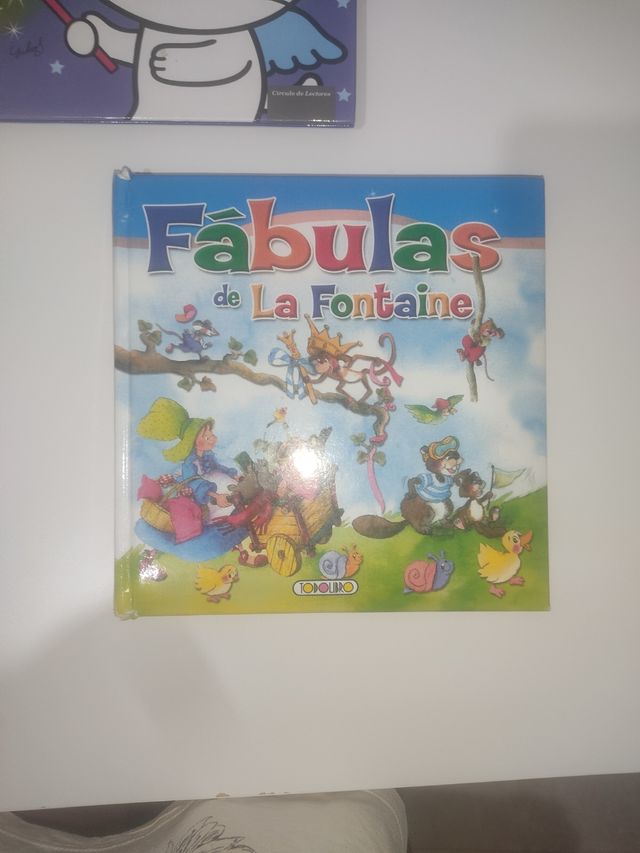 Círculo de Lectores
Fábulas
de La Fontaine
TODOLIBRO